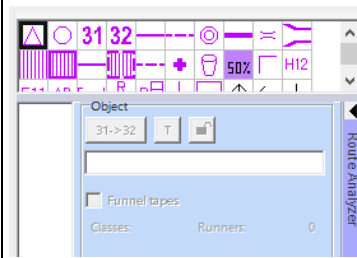 31 32
50% H12
Object
31->32 T
Funnel tapes
Classes: Runners: 0
Route Analyzer